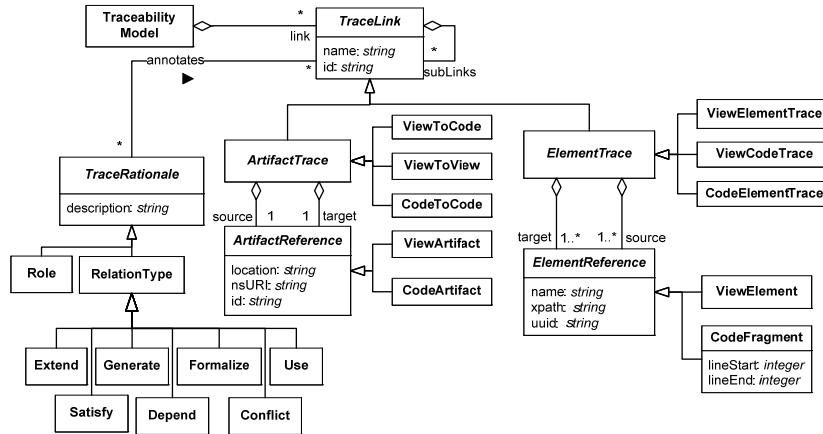 Traceability
Model
*
link
TraceLink
name: string
id: string
*
subLinks
annotates
*
*
TraceRationale
description: string
Role
RelationType
Extend
Generate
Formalize
Use
Satisfy
Depend
Conflict
ArtifactTrace
ViewToCode
ViewToView
CodeToCode
source
1
1
target
ArtifactReference
location: string
nsURI: string
id: string
ViewArtifact
CodeArtifact
ElementTrace
ViewElementTrace
ViewCodeTrace
CodeElementTrace
target
1..*
1..*
source
ElementReference
name: string
xpath: string
uuid: string
ViewElement
CodeFragment
lineStart: integer
lineEnd: integer